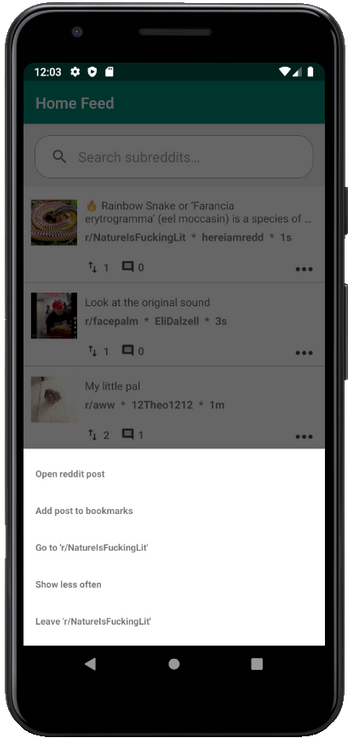 12:03
Home Feed
Search subreddits...
🔥 Rainbow Snake or 'Farancia
erytrogramma' (eel moccasin) is a species of ...
r/NatureIsFuckingLit * hereiamredd * 1s
1 0
Look at the original sound
r/facepalm * EliDalzell * 3s
1 0
My little pal
r/aww * 12Theo1212 * 1m
2 1
Open reddit post
Add post to bookmarks
Go to 'r/NatureIsFuckingLit'
Show less often
Leave 'r/NatureIsFuckingLit'